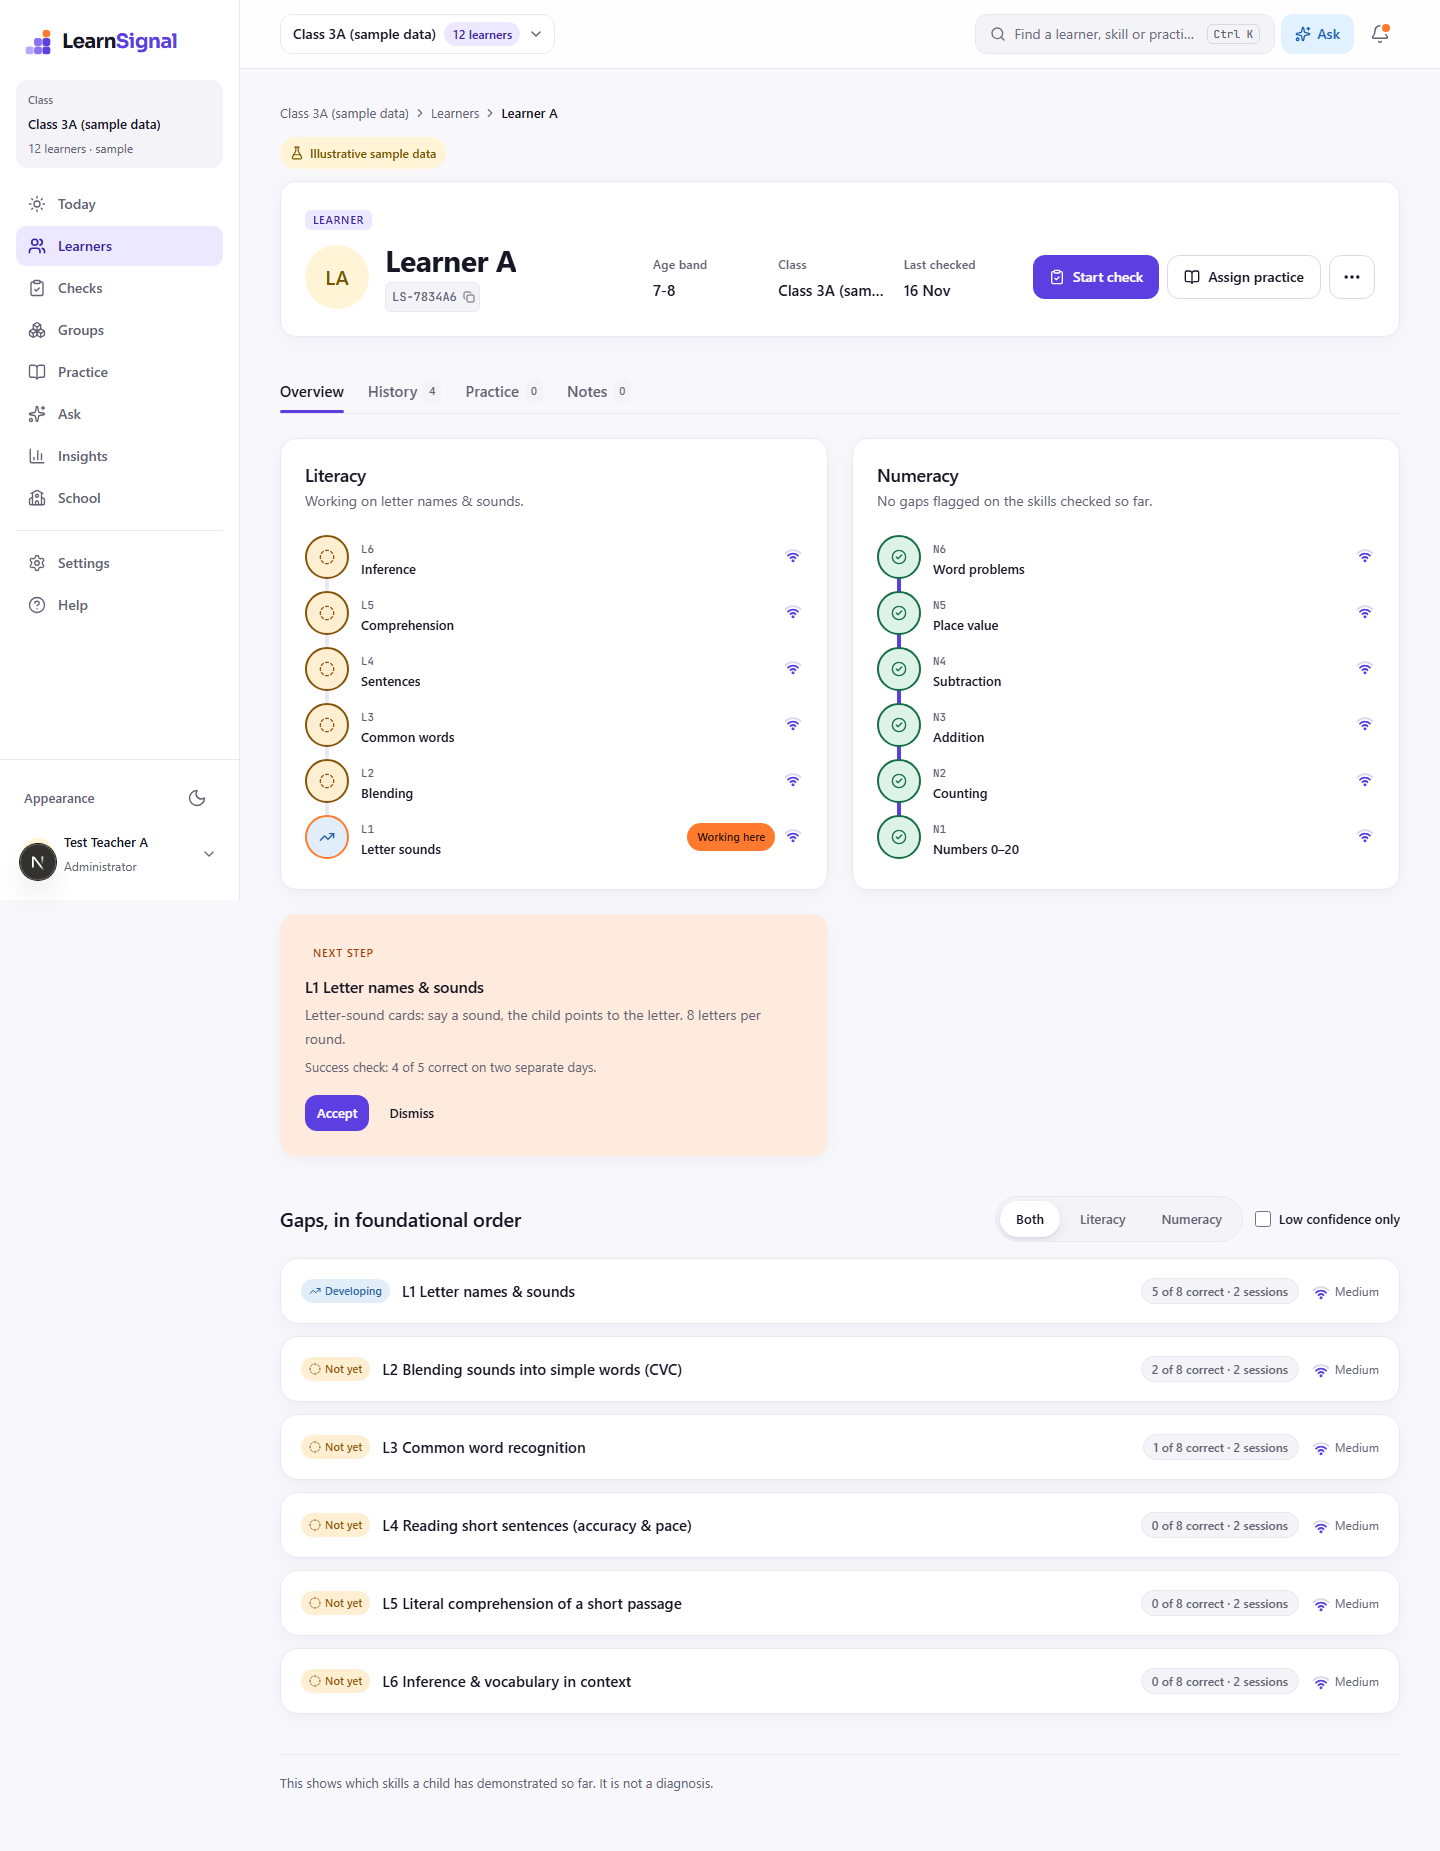 LearnSignal
Class
Class 3A (sample data)
12 learners · sample
Today
Learners
Checks
Groups
Practice
Ask
Insights
School
Settings
Help
Appearance
N
Test Teacher A
Administrator
Class 3A (sample data) 12 learners
Find a learner, skill or practi... Ctrl K
Ask
Class 3A (sample data) > Learners > Learner A
Illustrative sample data
LEARNER
LA
Learner A
LS-7834A6
Age band
7-8
Class
Class 3A (sam...
Last checked
16 Nov
Start check
Assign practice
Overview History 4 Practice 0 Notes 0
Literacy
Working on letter names & sounds.
L6
Inference
L5
Comprehension
L4
Sentences
L3
Common words
L2
Blending
L1
Letter sounds
Working here
Numeracy
No gaps flagged on the skills checked so far.
N6
Word problems
N5
Place value
N4
Subtraction
N3
Addition
N2
Counting
N1
Numbers 0–20
NEXT STEP
L1 Letter names & sounds
Letter-sound cards: say a sound, the child points to the letter. 8 letters per
round.
Success check: 4 of 5 correct on two separate days.
Accept Dismiss
Gaps, in foundational order
Both Literacy Numeracy Low confidence only
Developing L1 Letter names & sounds 5 of 8 correct · 2 sessions Medium
Not yet L2 Blending sounds into simple words (CVC) 2 of 8 correct · 2 sessions Medium
Not yet L3 Common word recognition 1 of 8 correct · 2 sessions Medium
Not yet L4 Reading short sentences (accuracy & pace) 0 of 8 correct · 2 sessions Medium
Not yet L5 Literal comprehension of a short passage 0 of 8 correct · 2 sessions Medium
Not yet L6 Inference & vocabulary in context 0 of 8 correct · 2 sessions Medium
This shows which skills a child has demonstrated so far. It is not a diagnosis.